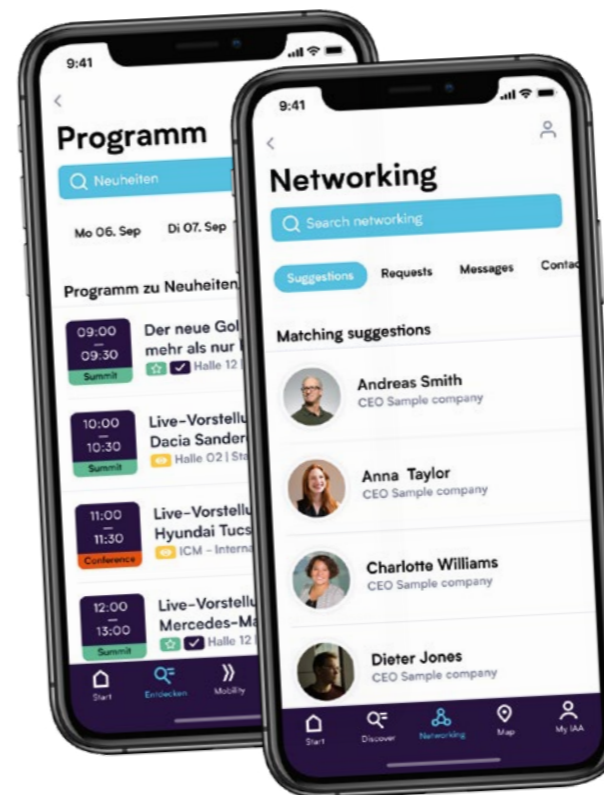 9:41
Programm
Neuheiten
Mo 06. Sep
Di 07. Sep
Programm zu Neuheiten
09:00
—
09:30
Summit
Der neue Gol
mehr als nur
Halle 12 |
10:00
—
10:30
Summit
Live-Vorstellu
Dacia Sander
Halle 02 | Sta
11:00
—
11:30
Conference
Live-Vorstellu
Hyundai Tucs
ICM - Interna
12:00
—
13:00
Summit
Live-Vorstellu
Mercedes-Ma
Halle 12
Start
Entdecken
Mobility
9:41
Networking
Search networking
Suggestions
Requests
Messages
Contac
Matching suggestions
Andreas Smith
CEO Sample company
Anna Taylor
CEO Sample company
Charlotte Williams
CEO Sample company
Dieter Jones
CEO Sample company
Start
Discover
Networking
Map
My IAA